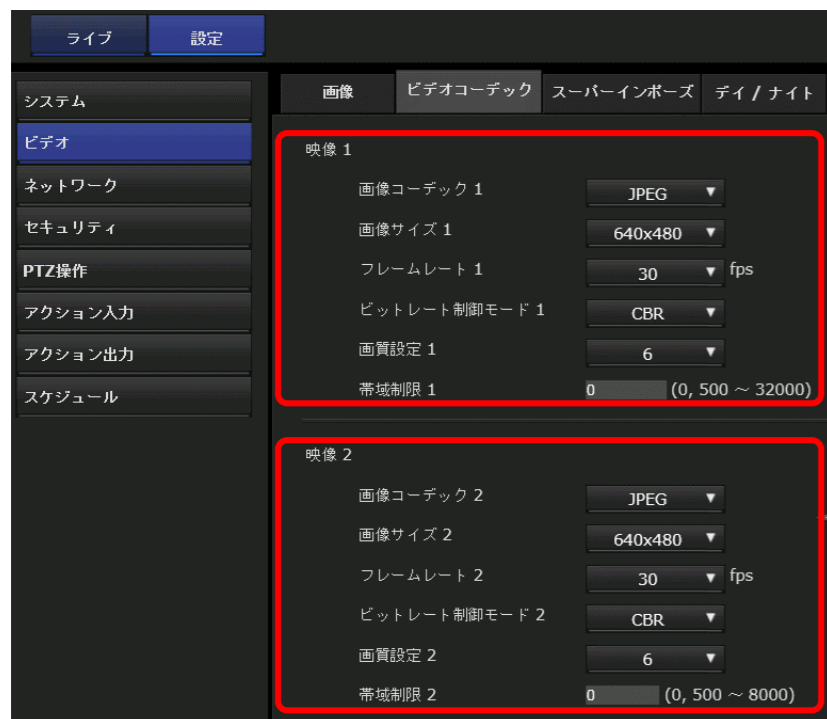 ライブ 設定
システム
ビデオ
ネットワーク
セキュリティ
PTZ操作
アクション入力
アクション出力
スケジュール
画像 ビデオコーデック スーパーインポーズ デイ / ナイト
映像 1
画像コーデック 1 JPEG ▼
画像サイズ 1 640x480 ▼
フレームレート 1 30 ▼ fps
ビットレート制御モード 1 CBR ▼
画質設定 1 6 ▼
帯域制限 1 0 (0, 500 ～ 32000)
映像 2
画像コーデック 2 JPEG ▼
画像サイズ 2 640x480 ▼
フレームレート 2 30 ▼ fps
ビットレート制御モード 2 CBR ▼
画質設定 2 6 ▼
帯域制限 2 0 (0, 500 ～ 8000)